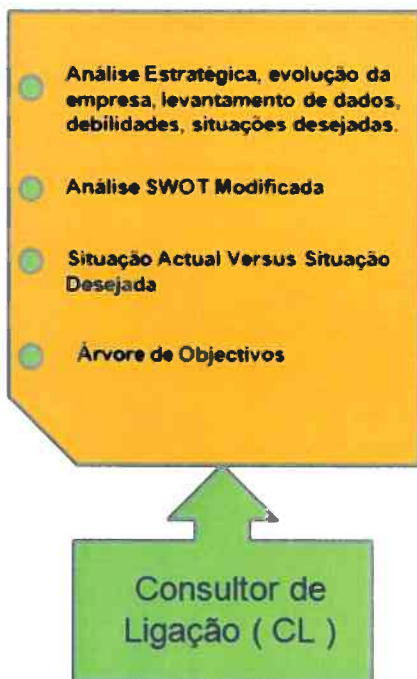 Análise Estratégica, evolução da
empresa, levantamento de dados,
debilidades, situações desejadas.
Análise SWOT Modificada
Situação Actual Versus Situação
Desejada
Árvore de Objectivos
Consultor de
Ligação ( CL )